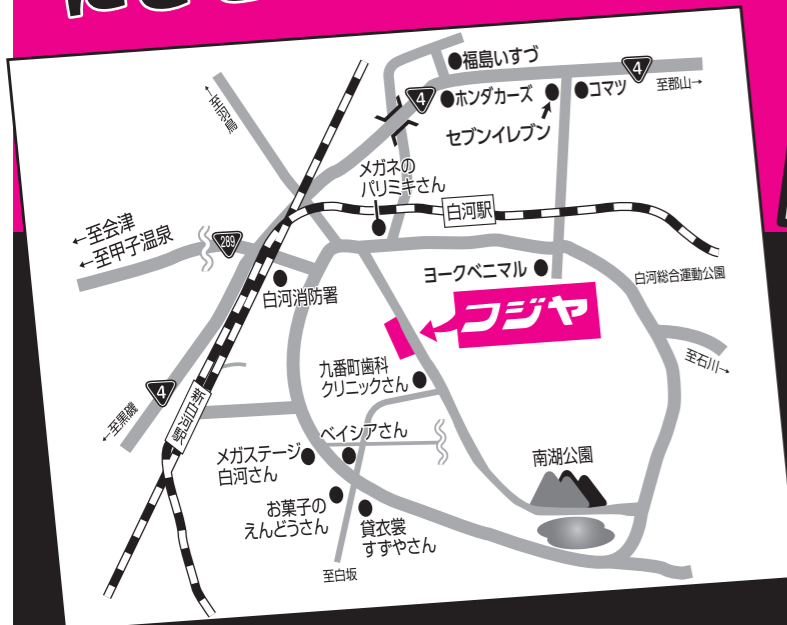 福島いすづ
4
至郡山→
4
ホンダカーズ
コマツ
セブンイレブン
←至羽鳥
メガネの
パリミキさん
白河駅
←至会津
←至甲子温泉
289
白河消防署
ヨークベニマル
白河総合運動公園
フジヤ
至石川→
九番町歯科
クリニックさん
4
←至黒磯
新白河駅
ベイシアさん
メガステージ
白河さん
南湖公園
お菓子の
えんどうさん
貸衣裳
すずやさん
至白坂